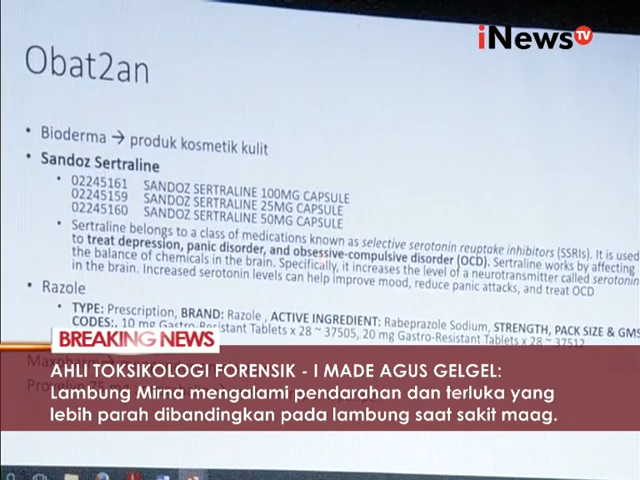 iNews TV
Obat2an
• Bioderma → produk kosmetik kulit
• Sandoz Sertraline
• 02245161 SANDOZ SERTRALINE 100MG CAPSULE
02245159 SANDOZ SERTRALINE 25MG CAPSULE
02245160 SANDOZ SERTRALINE 50MG CAPSULE
• Sertraline belongs to a class of medications known as selective serotonin reuptake inhibitors (SSRIs). It is used
to treat depression, panic disorder, and obsessive-compulsive disorder (OCD). Sertraline works by affecting
the balance of chemicals in the brain. Specifically, it increases the level of a neurotransmitter called serotonin
in the brain. Increased serotonin levels can help improve mood, reduce panic attacks, and treat OCD
• Razole
• TYPE: Prescription, BRAND: Razole , ACTIVE INGREDIENT: Rabeprazole Sodium, STRENGTH, PACK SIZE & GMS
CODES:, 10 mg Gastro-Resistant Tablets x 28 ~ 37505, 20 mg Gastro-Resistant Tablets x 28 ~ 37512
BREAKING NEWS
AHLI TOKSIKOLOGI FORENSIK - I MADE AGUS GELGEL:
Lambung Mirna mengalami pendarahan dan terluka yang
lebih parah dibandingkan pada lambung saat sakit maag.